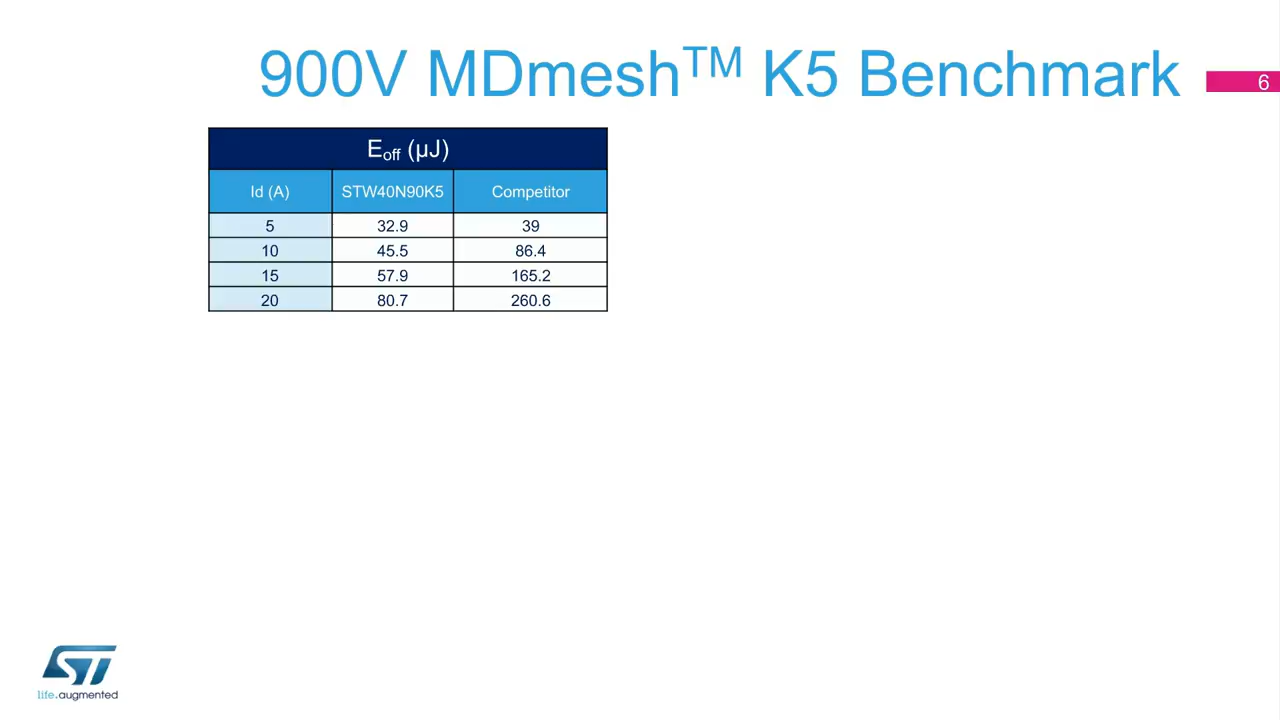 900V MDmesh™ K5 Benchmark
6
Eoff (µJ)
Id (A) STW40N90K5 Competitor
5 32.9 39
10 45.5 86.4
15 57.9 165.2
20 80.7 260.6
ST
life.augmented